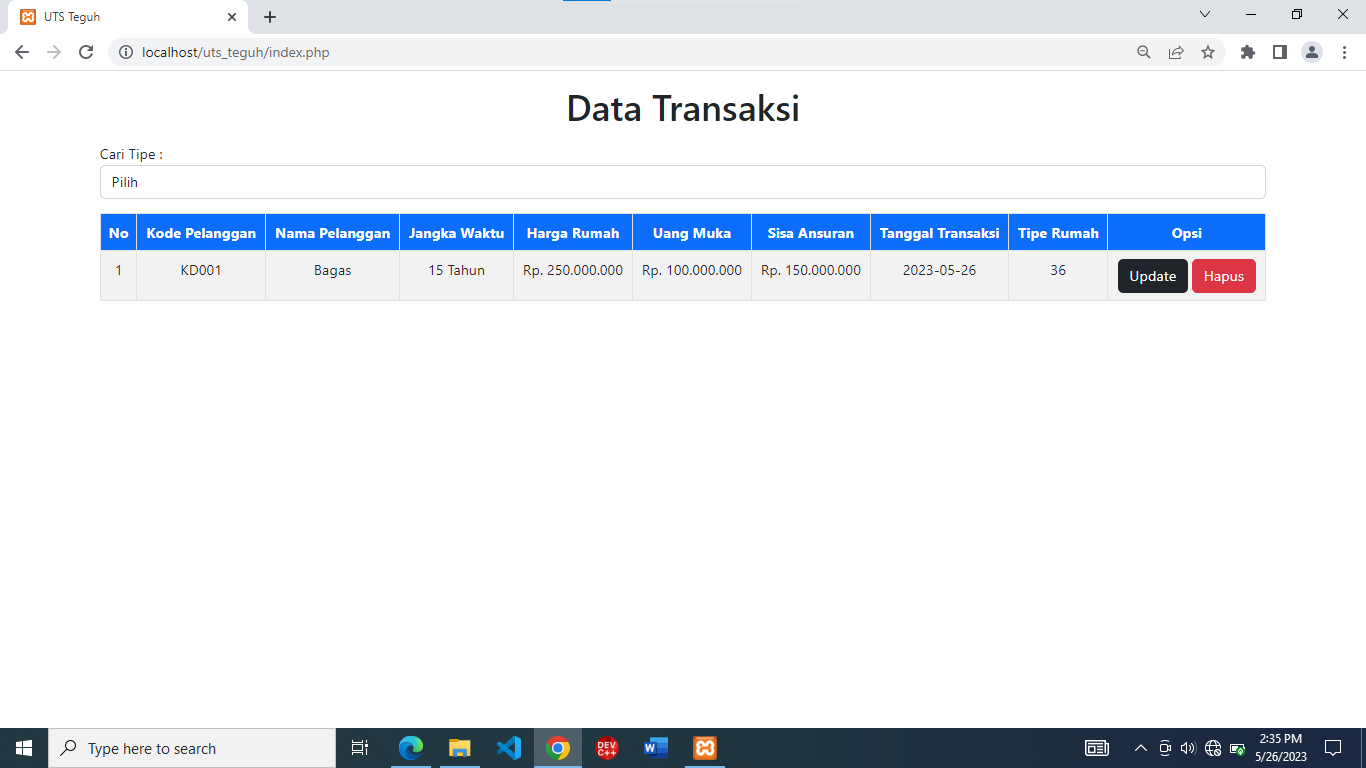 UTS Teguh
localhost/uts_teguh/index.php
Data Transaksi
Cari Tipe :
Pilih
No Kode Pelanggan Nama Pelanggan Jangka Waktu Harga Rumah Uang Muka Sisa Ansuran Tanggal Transaksi Tipe Rumah Opsi
1 KD001 Bagas 15 Tahun Rp. 250.000.000 Rp. 100.000.000 Rp. 150.000.000 2023-05-26 36 Update Hapus
Type here to search
DEV C++
W
2:35 PM
5/26/2023